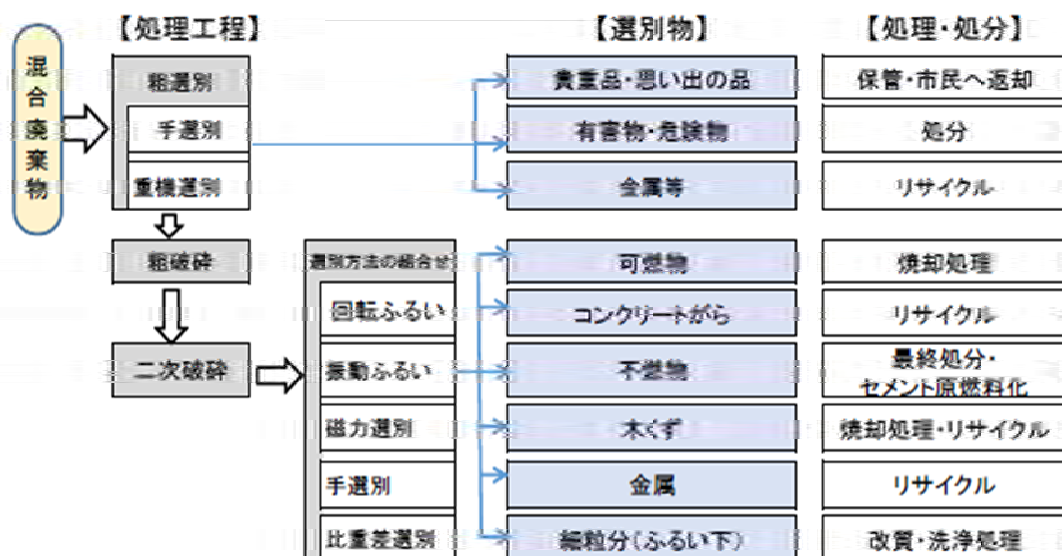 【処理工程】
【選別物】
【処理・処分】
混合廃棄物
粗選別
手選別
重機選別
貴重品・思い出の品
保管・市民へ返却
有害物・危険物
処分
金属等
リサイクル
粗破砕
二次破砕
選別方法の組合せ
回転ふるい
振動ふるい
磁力選別
手選別
比重差選別
可燃物
焼却処理
コンクリートがら
リサイクル
不燃物
最終処分・
セメント原燃料化
木くず
焼却処理・リサイクル
金属
リサイクル
細粒分(ふるい下)
改質・洗浄処理